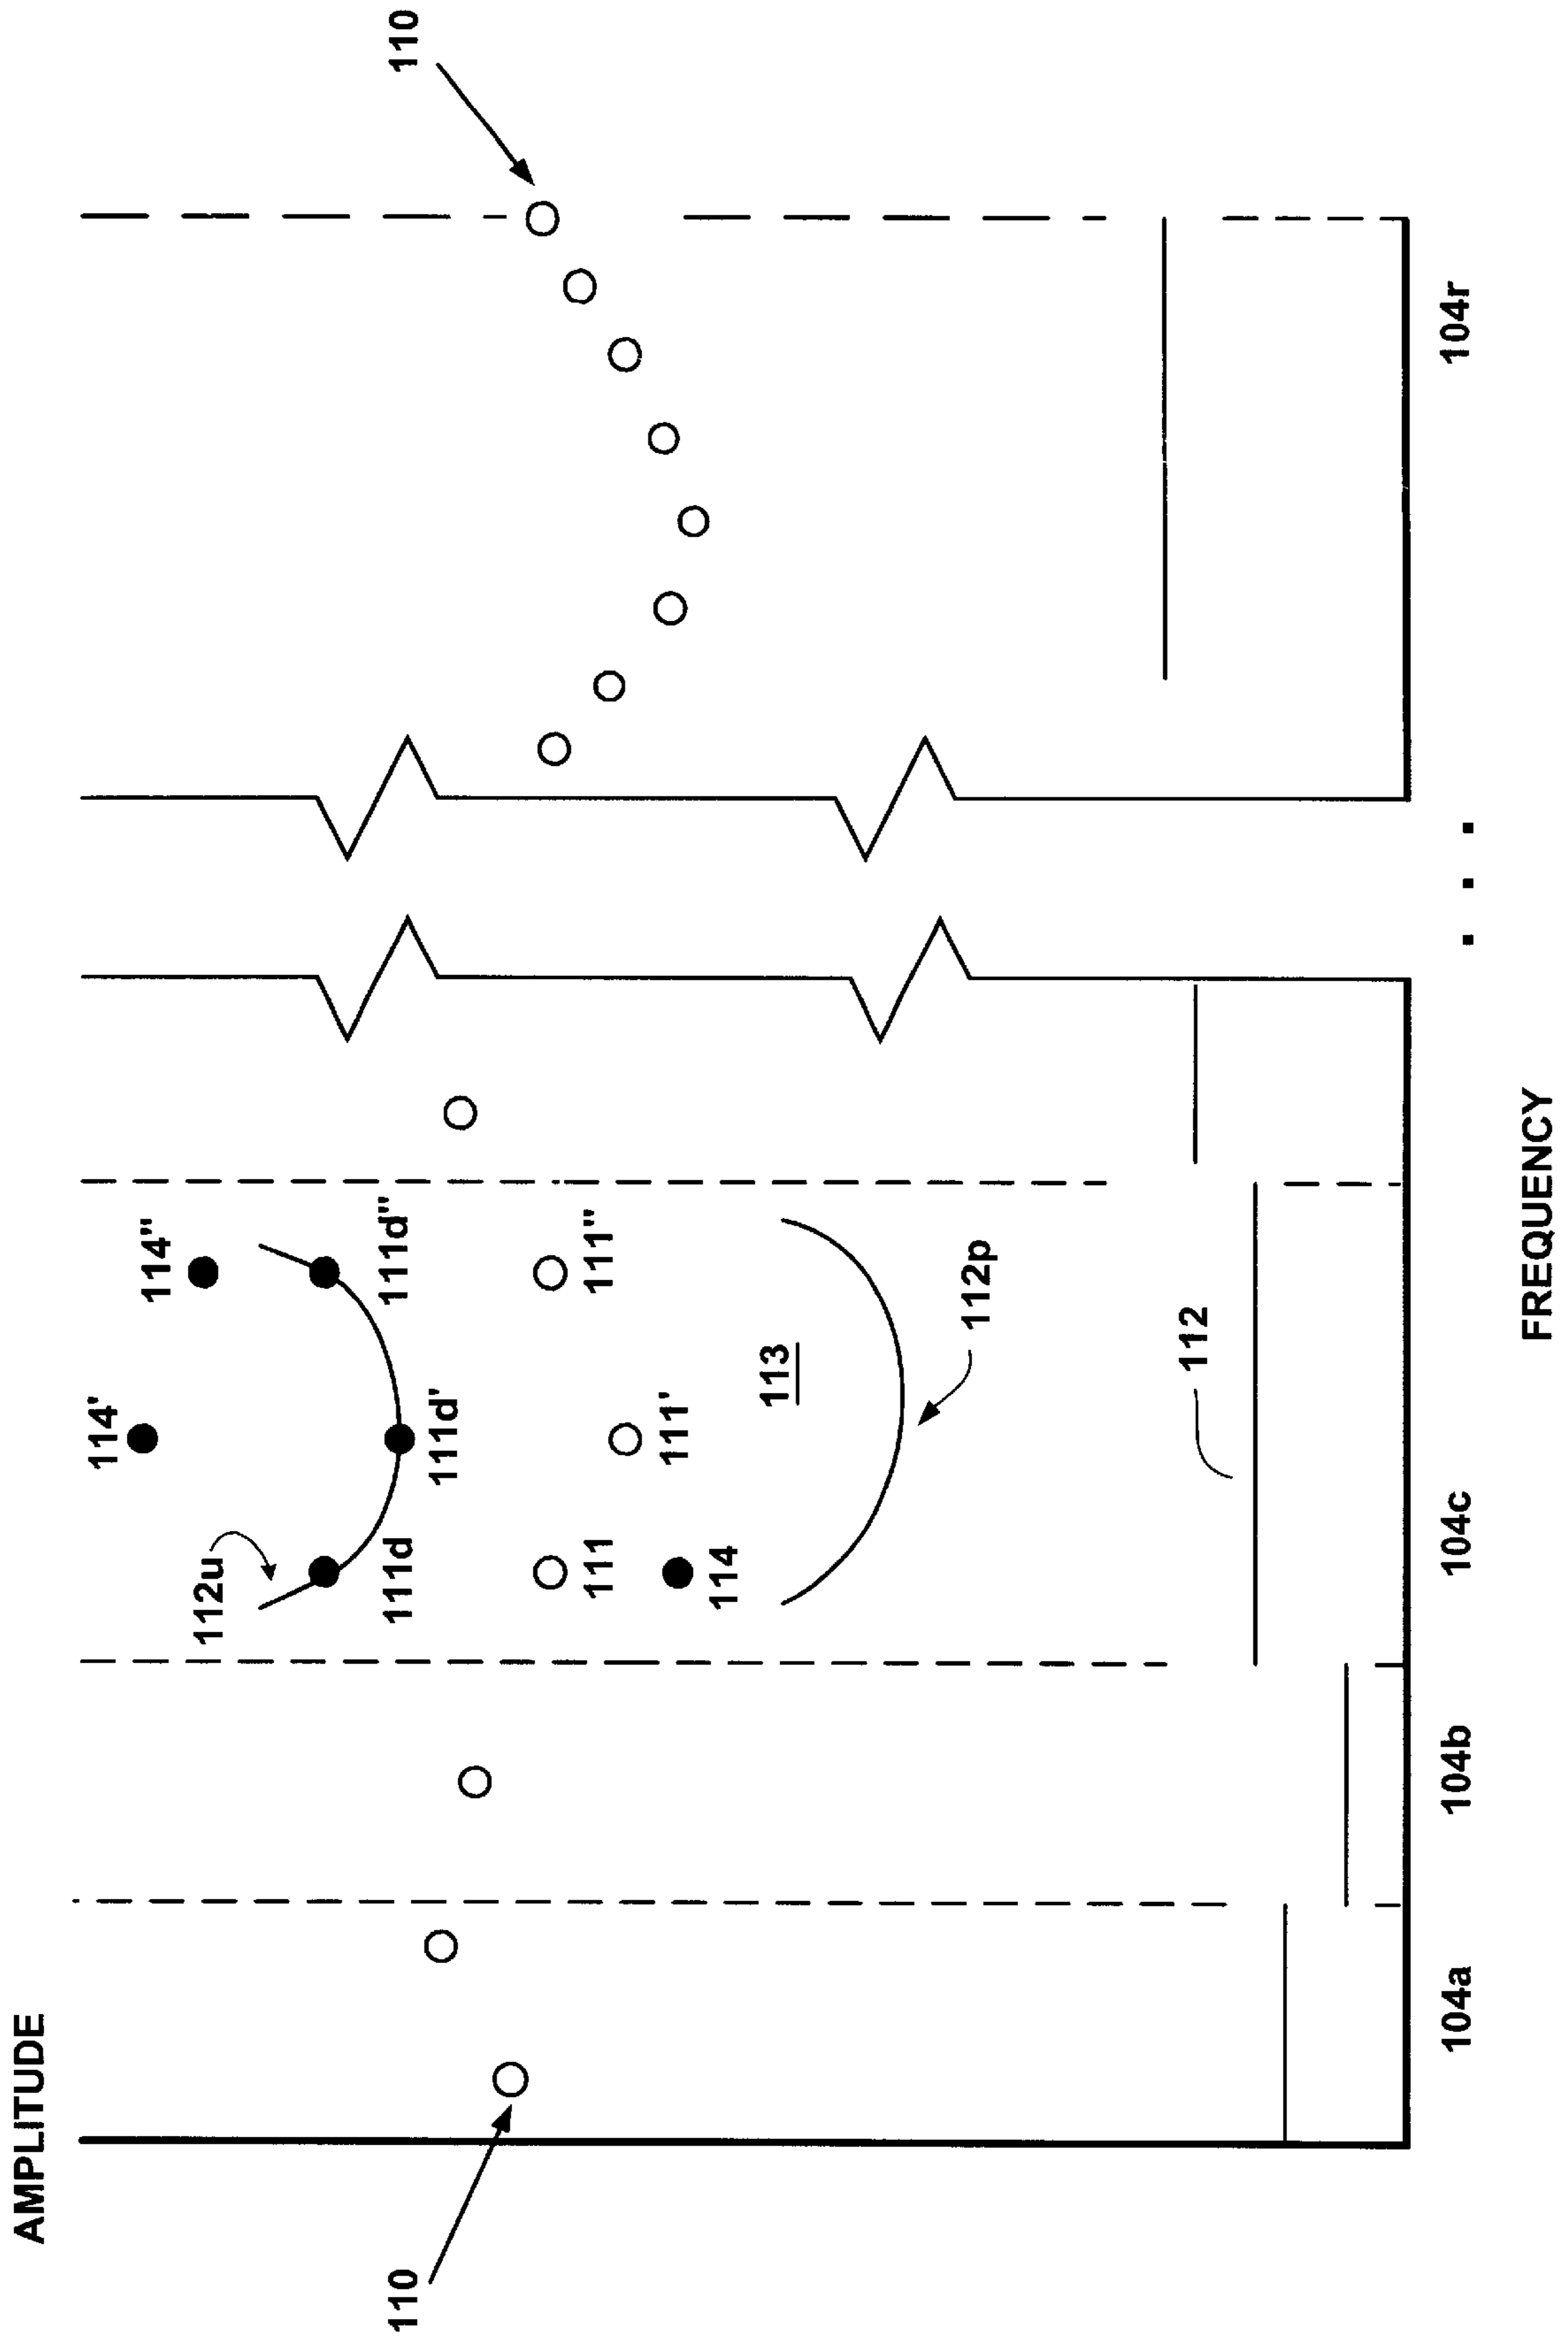 AMPLITUDE
110
110
114'
114"
112u
111d
111d'
111d"
111
111'
111"
114
113
112p
112
104a
104b
104c
. . .
104r
FREQUENCY